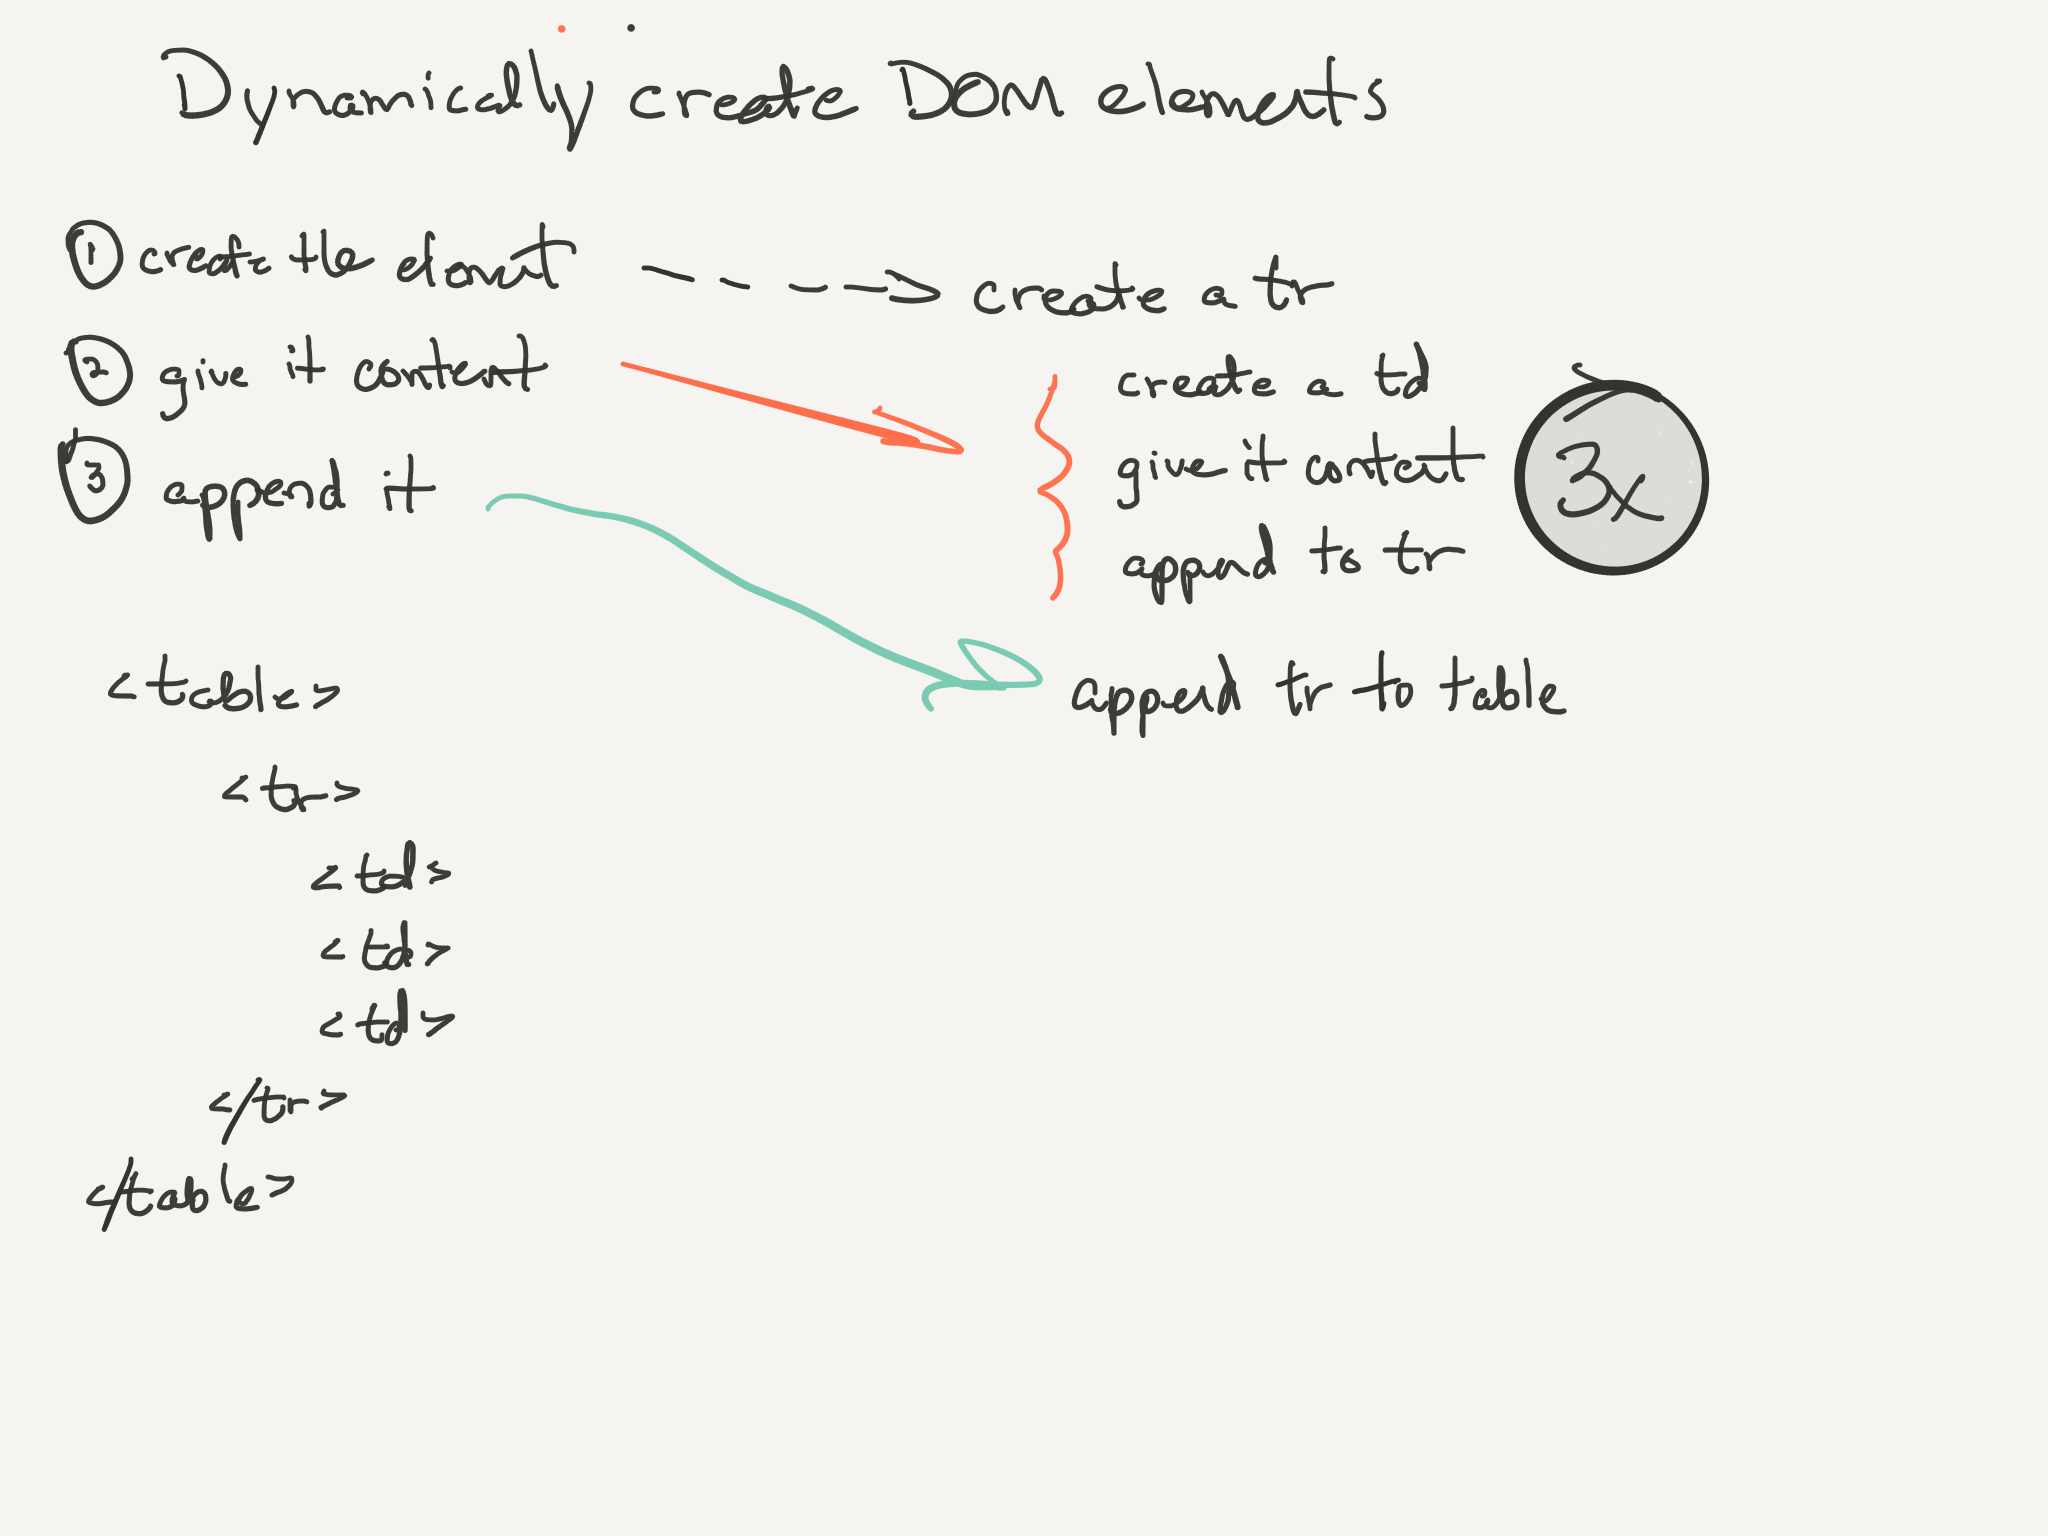 Dynamically create DOM elements
1 create the element
2 give it content
3 append it
create a tr
create a td
give it content
append to tr
3x
append tr to table
<table>
<tr>
<td>
<td>
<td>
</tr>
</table>